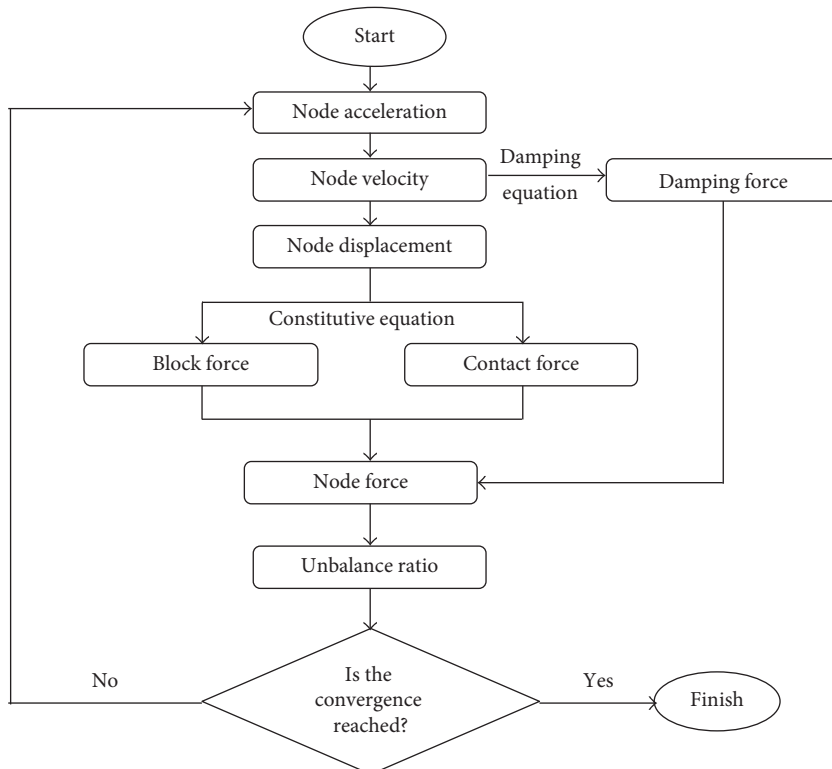 Start
Node acceleration
Node velocity
Damping
equation
Damping force
Node displacement
Constitutive equation
Block force
Contact force
Node force
Unbalance ratio
Is the
convergence
reached?
No
Yes
Finish